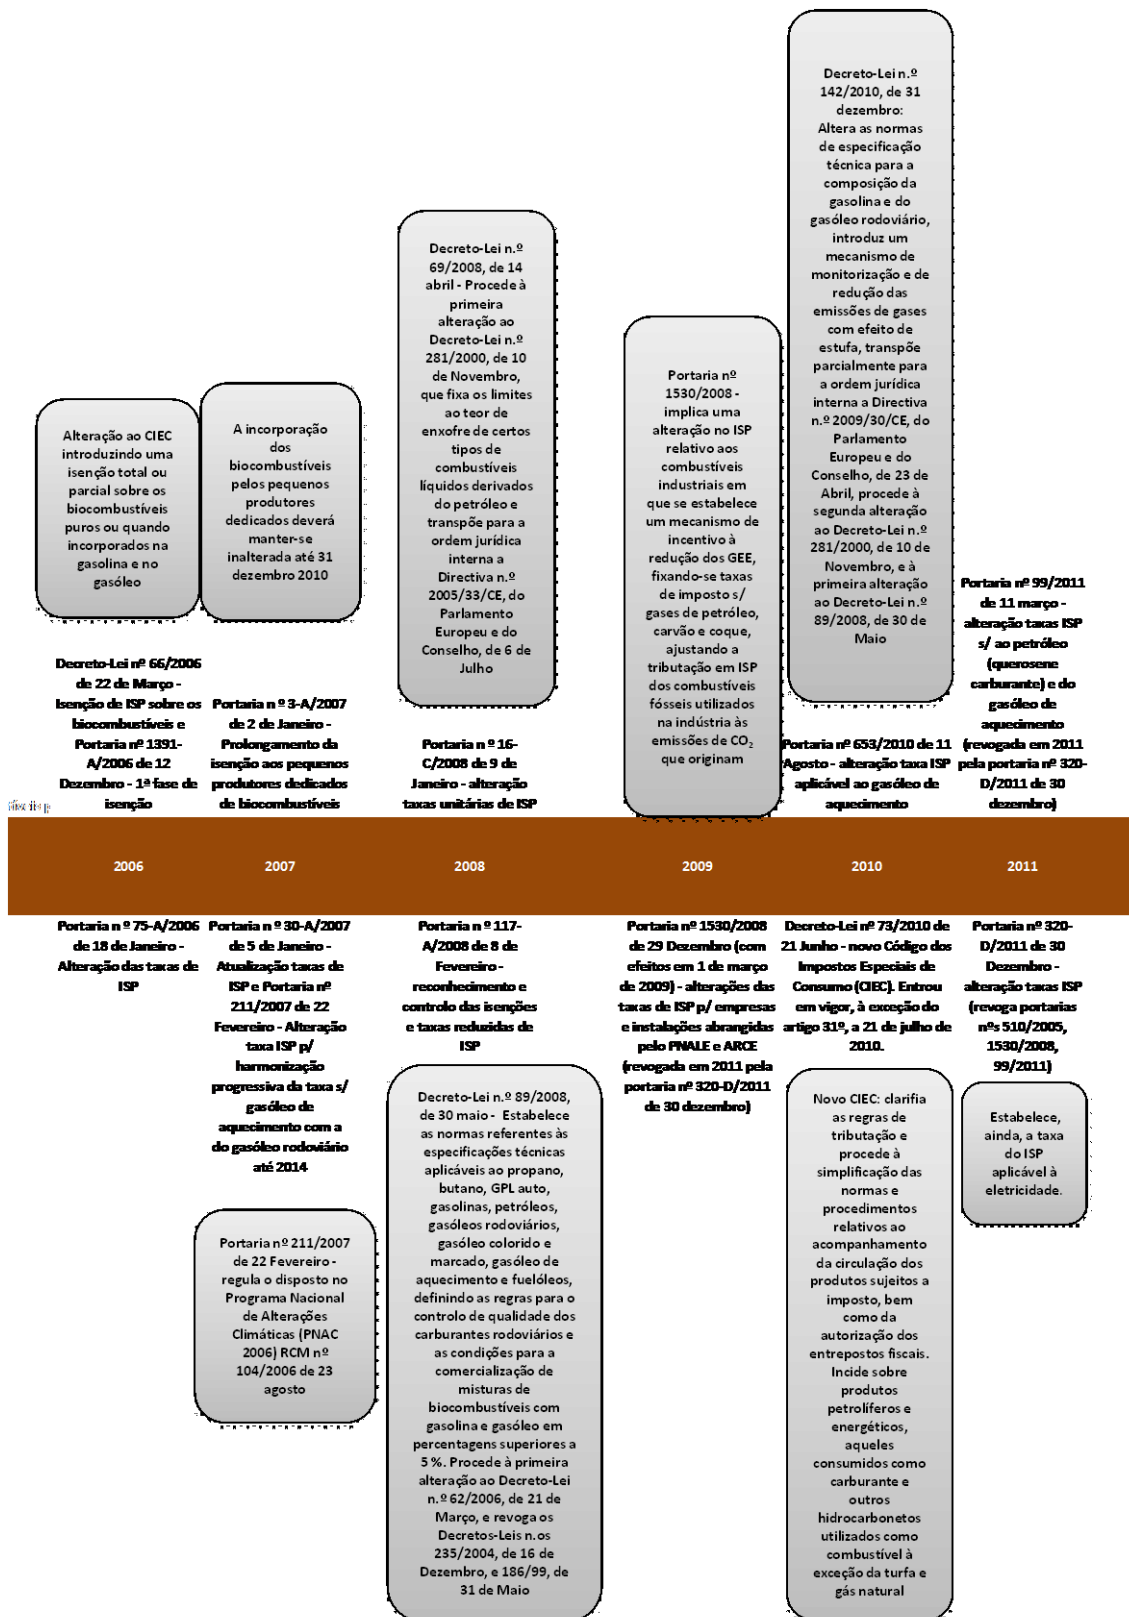 Alteração ao CIEC
introduzindo uma
isenção total ou
parcial sobre os
biocombustíveis
puros ou quando
incorporados na
gasolina e no
gasóleo
Decreto-Lei nº 66/2006
de 22 de Março -
Isenção de ISP sobre os
biocombustíveis e
Portaria nº 1391-
A/2006 de 12
Dezembro - 1ª fase de
isenção
A incorporação
dos
biocombustíveis
pelos pequenos
produtores
dedicados deverá
manter-se
inalterada até 31
dezembro 2010
Portaria n º 3-A/2007
de 2 de Janeiro -
Prolongamento da
isenção aos pequenos
produtores dedicados
de biocombustíveis
Decreto-Lei n.º
69/2008, de 14
abril - Procede à
primeira
alteração ao
Decreto-Lei n.º
281/2000, de 10
de Novembro,
que fixa os limites
ao teor de
enxofre de certos
tipos de
combustíveis
líquidos derivados
do petróleo e
transpõe para a
ordem jurídica
interna a
Directiva n.º
2005/33/CE, do
Parlamento
Europeu e do
Conselho, de 6 de
Julho
Portaria n º 16-
C/2008 de 9 de
Janeiro - alteração
taxas unitárias de ISP
Portaria nº
1530/2008 -
implica uma
alteração no ISP
relativo aos
combustíveis
industriais em
que se estabelece
um mecanismo de
incentivo à
redução dos GEE,
fixando-se taxas
de imposto s/
gases de petróleo,
carvão e coque,
ajustando a
tributação em ISP
dos combustíveis
fósseis utilizados
na indústria às
emissões de CO₂
que originam
Decreto-Lei n.º
142/2010, de 31
dezembro:
Altera as normas
de especificação
técnica para a
composição da
gasolina e do
gasóleo rodoviário,
introduz um
mecanismo de
monitorização e de
redução das
emissões de gases
com efeito de
estufa, transpõe
parcialmente para
a ordem jurídica
interna a Directiva
n.º 2009/30/CE, do
Parlamento
Europeu e do
Conselho, de 23 de
Abril, procede à
segunda alteração
ao Decreto-Lei n.º
281/2000, de 10 de
Novembro, e à
primeira alteração
ao Decreto-Lei n.º
89/2008, de 30 de
Maio
Portaria nº 653/2010 de 11
Agosto - alteração taxa ISP
aplicável ao gasóleo de
aquecimento
Portaria nº 99/2011
de 11 março -
alteração taxas ISP
s/ ao petróleo
(querosene
carburante) e do
gasóleo de
aquecimento
(revogada em 2011
pela portaria nº 320-
D/2011 de 30
dezembro)
2006
2007
2008
2009
2010
2011
Portaria n º 75-A/2006
de 18 de Janeiro -
Alteração das taxas de
ISP
Portaria n º 30-A/2007
de 5 de Janeiro -
Atualização taxas de
ISP e Portaria nº
211/2007 de 22
Fevereiro - Alteração
taxa ISP p/
harmonização
progressiva da taxa s/
gasóleo de
aquecimento com a
do gasóleo rodoviário
até 2014
Portaria nº 211/2007
de 22 Fevereiro -
regula o disposto no
Programa Nacional
de Alterações
Climáticas (PNAC
2006) RCM nº
104/2006 de 23
agosto
Portaria n º 117-
A/2008 de 8 de
Fevereiro -
reconhecimento e
controlo das isenções
e taxas reduzidas de
ISP
Decreto-Lei n.º 89/2008,
de 30 maio - Estabelece
as normas referentes às
especificações técnicas
aplicáveis ao propano,
butano, GPL auto,
gasolinas, petróleos,
gasóleos rodoviários,
gasóleo colorido e
marcado, gasóleo de
aquecimento e fuelóleos,
definindo as regras para o
controlo de qualidade dos
carburantes rodoviários e
as condições para a
comercialização de
misturas de
biocombustíveis com
gasolina e gasóleo em
percentagens superiores a
5 %. Procede à primeira
alteração ao Decreto-Lei
n.º 62/2006, de 21 de
Março, e revoga os
Decretos-Leis n.os
235/2004, de 16 de
Dezembro, e 186/99, de
31 de Maio
Portaria nº 1530/2008
de 29 Dezembro (com
efeitos em 1 de março
de 2009) - alterações das
taxas de ISP p/ empresas
e instalações abrangidas
pelo PNALE e ARCE
(revogada em 2011 pela
portaria nº 320-D/2011
de 30 dezembro)
Decreto-Lei nº 73/2010 de
21 Junho - novo Código dos
Impostos Especiais de
Consumo (CIEC). Entrou
em vigor, à exceção do
artigo 31º, a 21 de julho de
2010.
Novo CIEC: clarifia
as regras de
tributação e
procede à
simplificação das
normas e
procedimentos
relativos ao
acompanhamento
da circulação dos
produtos sujeitos a
imposto, bem
como da
autorização dos
entrepostos fiscais.
Incide sobre
produtos
petrolíferos e
energéticos,
aqueles
consumidos como
carburante e
outros
hidrocarbonetos
utilizados como
combustível à
exceção da turfa e
gás natural
Portaria nº 320-
D/2011 de 30
Dezembro -
alteração taxas ISP
(revoga portarias
nºs 510/2005,
1530/2008,
99/2011)
Estabelece,
ainda, a taxa
do ISP
aplicável à
eletricidade.